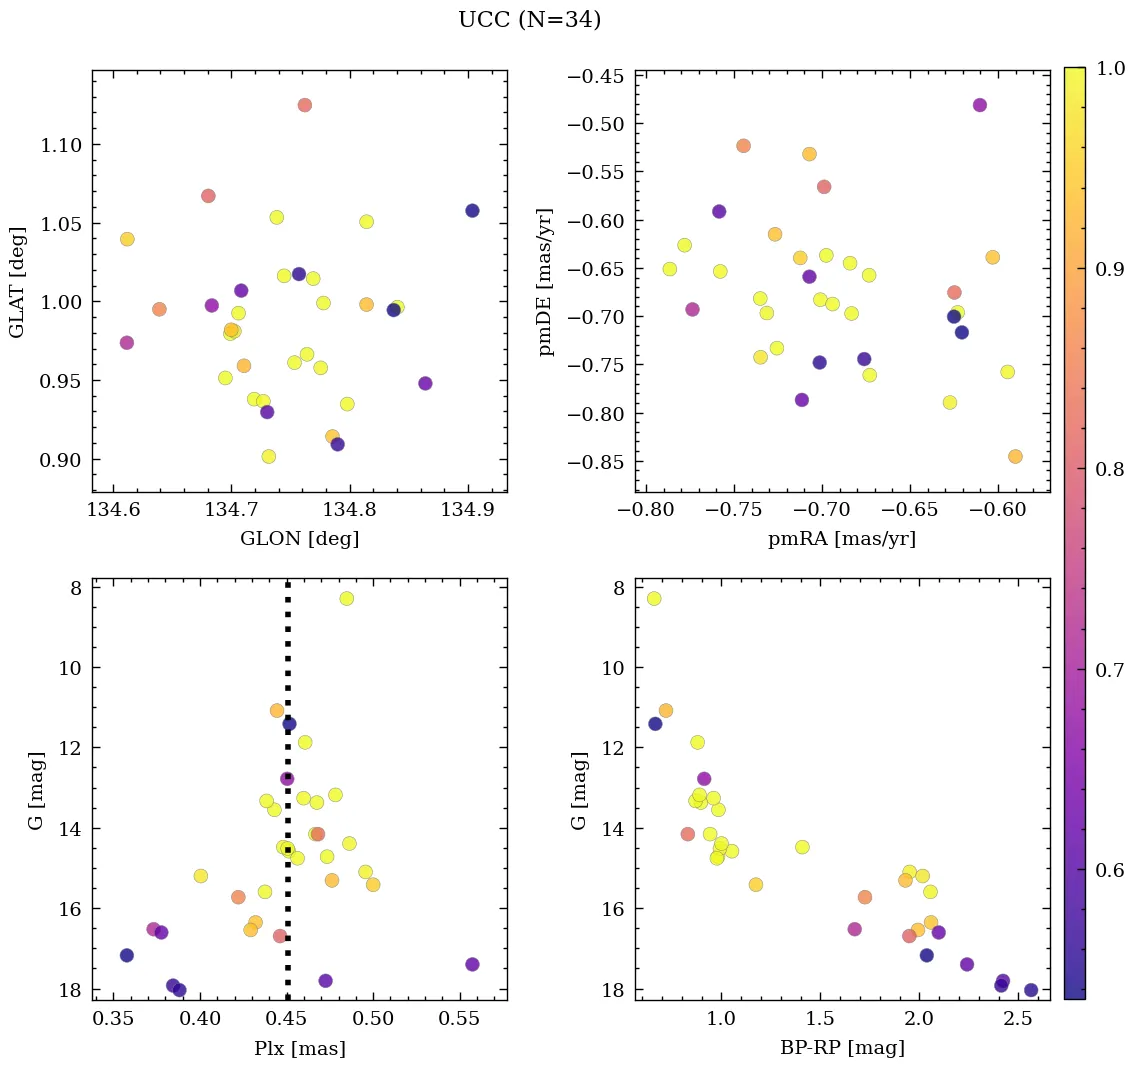 UCC (N=34)
1.10
1.05
1.00
0.95
0.90
GLAT [deg]
134.6 134.7 134.8 134.9
GLON [deg]
−0.45
−0.50
−0.55
−0.60
−0.65
−0.70
−0.75
−0.80
−0.85
pmDE [mas/yr]
−0.80 −0.75 −0.70 −0.65 −0.60
pmRA [mas/yr]
1.0
0.9
0.8
0.7
0.6
8
10
12
14
16
18
G [mag]
0.35 0.40 0.45 0.50 0.55
Plx [mas]
8
10
12
14
16
18
G [mag]
1.0 1.5 2.0 2.5
BP-RP [mag]